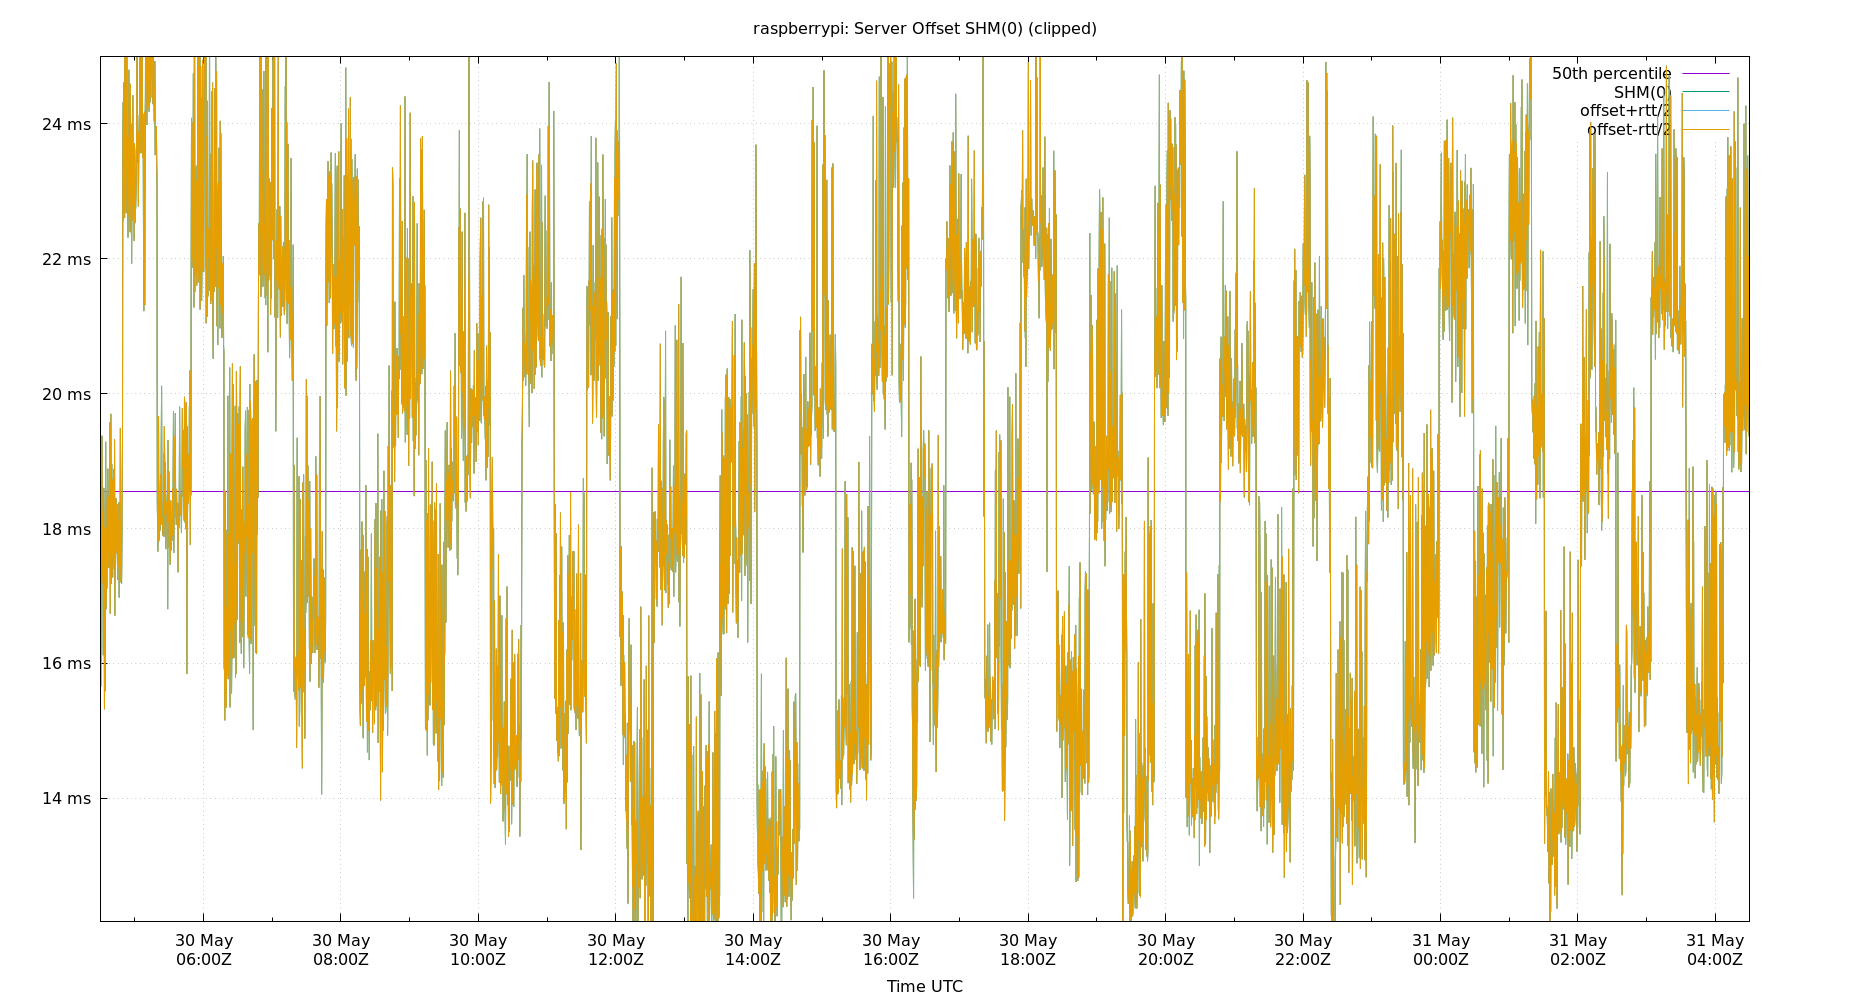 raspberrypi: Server Offset SHM(0) (clipped)
50th percentile
SHM(0)
offset+rtt/2
offset-rtt/2
24 ms
22 ms
20 ms
18 ms
16 ms
14 ms
30 May 30 May 30 May 30 May 30 May 30 May 30 May 30 May 30 May 31 May 31 May 31 May
06:00Z 08:00Z 10:00Z 12:00Z 14:00Z 16:00Z 18:00Z 20:00Z 22:00Z 00:00Z 02:00Z 04:00Z
Time UTC